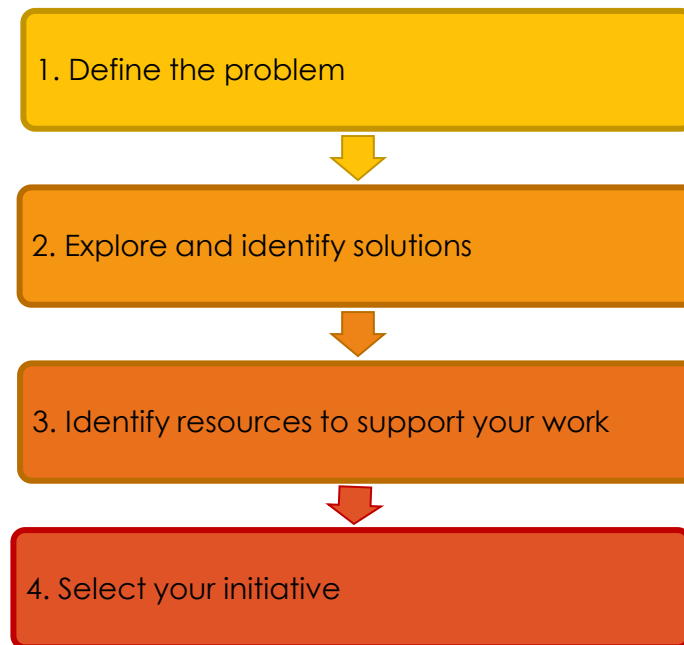 1. Define the problem
2. Explore and identify solutions
3. Identify resources to support your work
4. Select your initiative